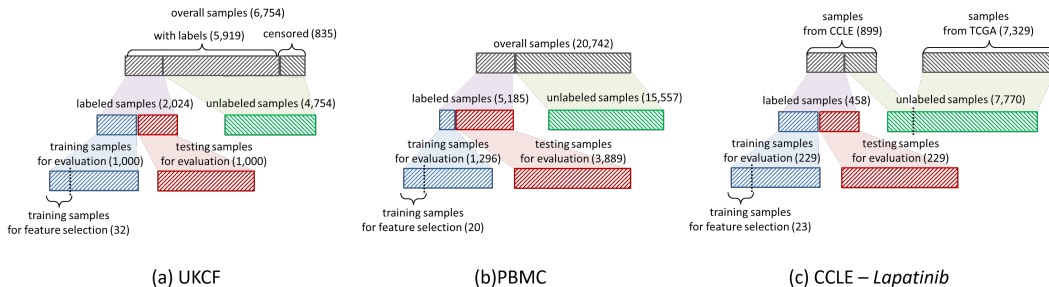 overall samples (6,754)
with labels (5,919)
censored (835)
labeled samples (2,024)
unlabeled samples (4,754)
training samples
for evaluation (1,000)
testing samples
for evaluation (1,000)
training samples
for feature selection (32)
(a) UKCF
overall samples (20,742)
labeled samples (5,185)
unlabeled samples (15,557)
training samples
for evaluation (1,296)
testing samples
for evaluation (3,889)
training samples
for feature selection (20)
(b)PBMC
samples
from CCLE (899)
samples
from TCGA (7,329)
labeled samples (458)
unlabeled samples (7,770)
training samples
for evaluation (229)
testing samples
for evaluation (229)
training samples
for feature selection (23)
(c) CCLE – Lapatinib